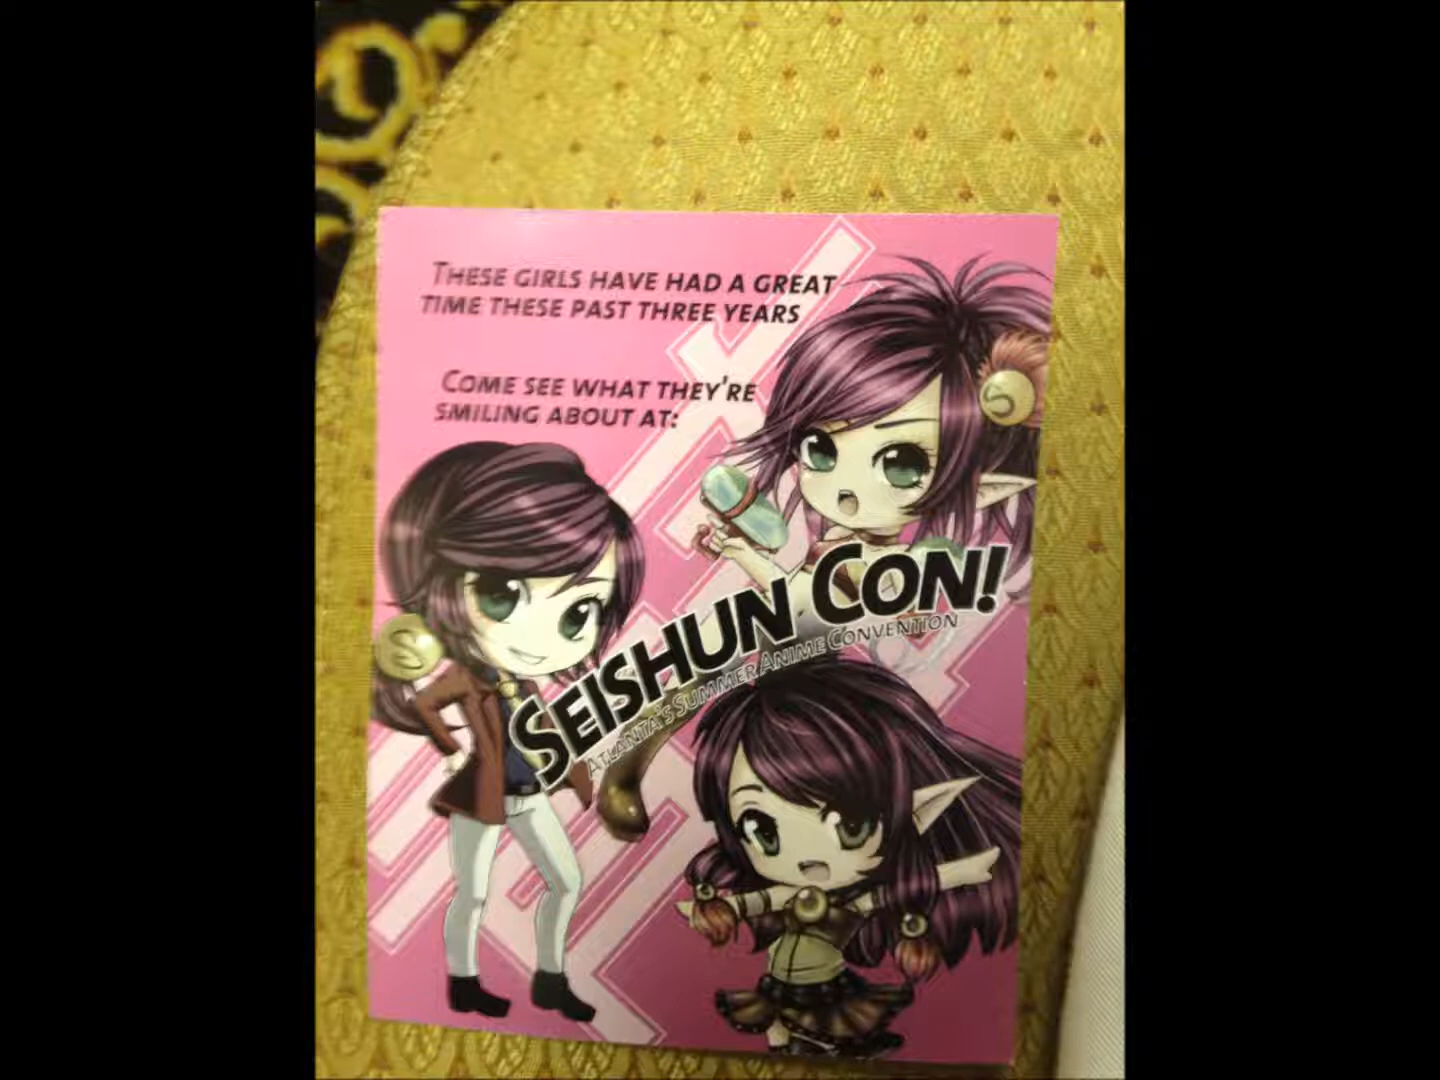 THESE GIRLS HAVE HAD A GREAT
TIME THESE PAST THREE YEARS
COME SEE WHAT THEY'RE
SMILING ABOUT AT:
S
S
SEISHUN CON!
ATLANTA'S SUMMER ANIME CONVENTION